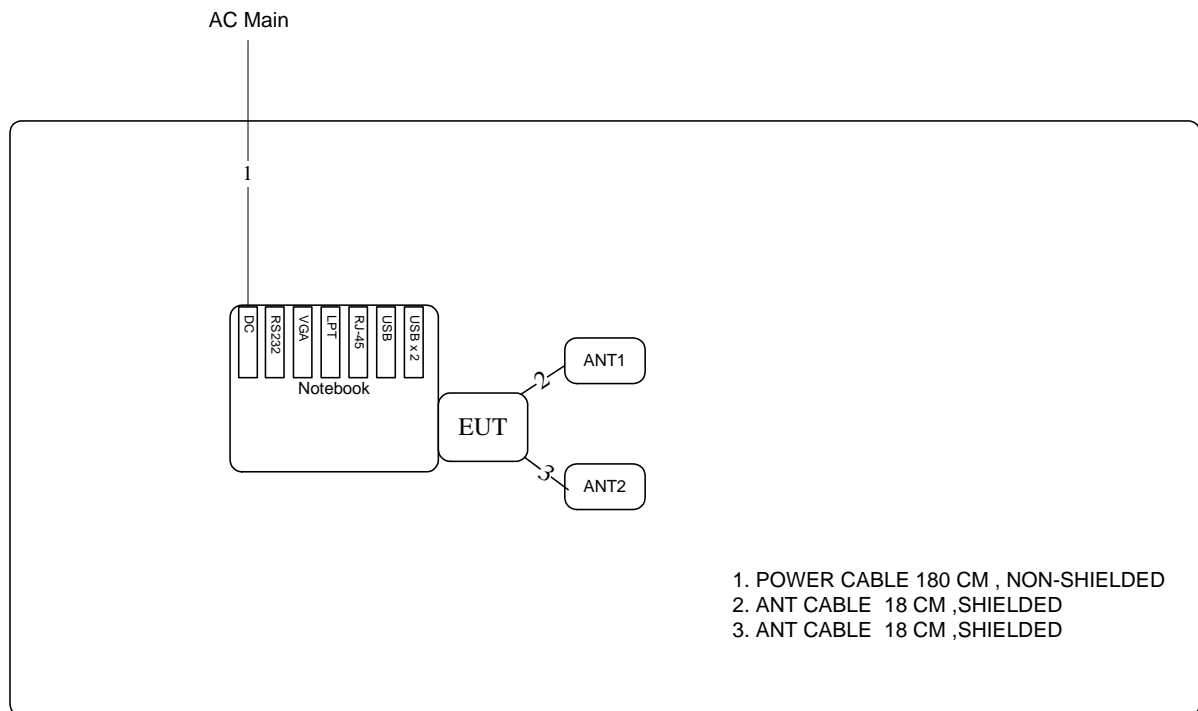 AC Main
1
DC
RS232
VGA
LPT
RJ-45
USB
USB x 2
Notebook
ANT1
2
EUT
3
ANT2
1. POWER CABLE 180 CM , NON-SHIELDED
2. ANT CABLE  18 CM ,SHIELDED
3. ANT CABLE  18 CM ,SHIELDED